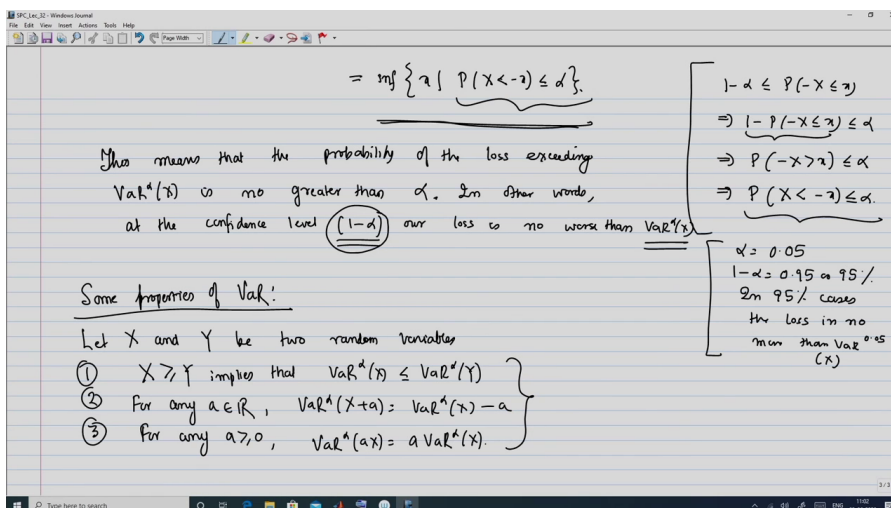 SPC_Lec_32 - Windows Journal
File Edit View Insert Actions Tools Help
Page Width
= inf { x | P(X < -x) ≤ α }.
This means that the probability of the loss exceeding
VaR^α(X) is no greater than α. In other words,
at the confidence level (1-α) our loss is no worse than VaR^α(X)
Some properties of VaR:
Let X and Y be two random variables
① X ≥ Y implies that VaR^α(X) ≤ VaR^α(Y)
② For any a ∈ ℝ, VaR^α(X+a) = VaR^α(X) - a
③ For any a ≥ 0, VaR^α(aX) = a VaR^α(X).
1-α ≤ P(-X ≤ x)
⇒ 1 - P(-X ≤ x) ≤ α
⇒ P(-X > x) ≤ α
⇒ P(X < -x) ≤ α.
α = 0.05
1-α = 0.95 or 95%.
In 95% cases
the loss is no
more than VaR^0.05
(X)
3/3
Type here to search
ENG
11:02